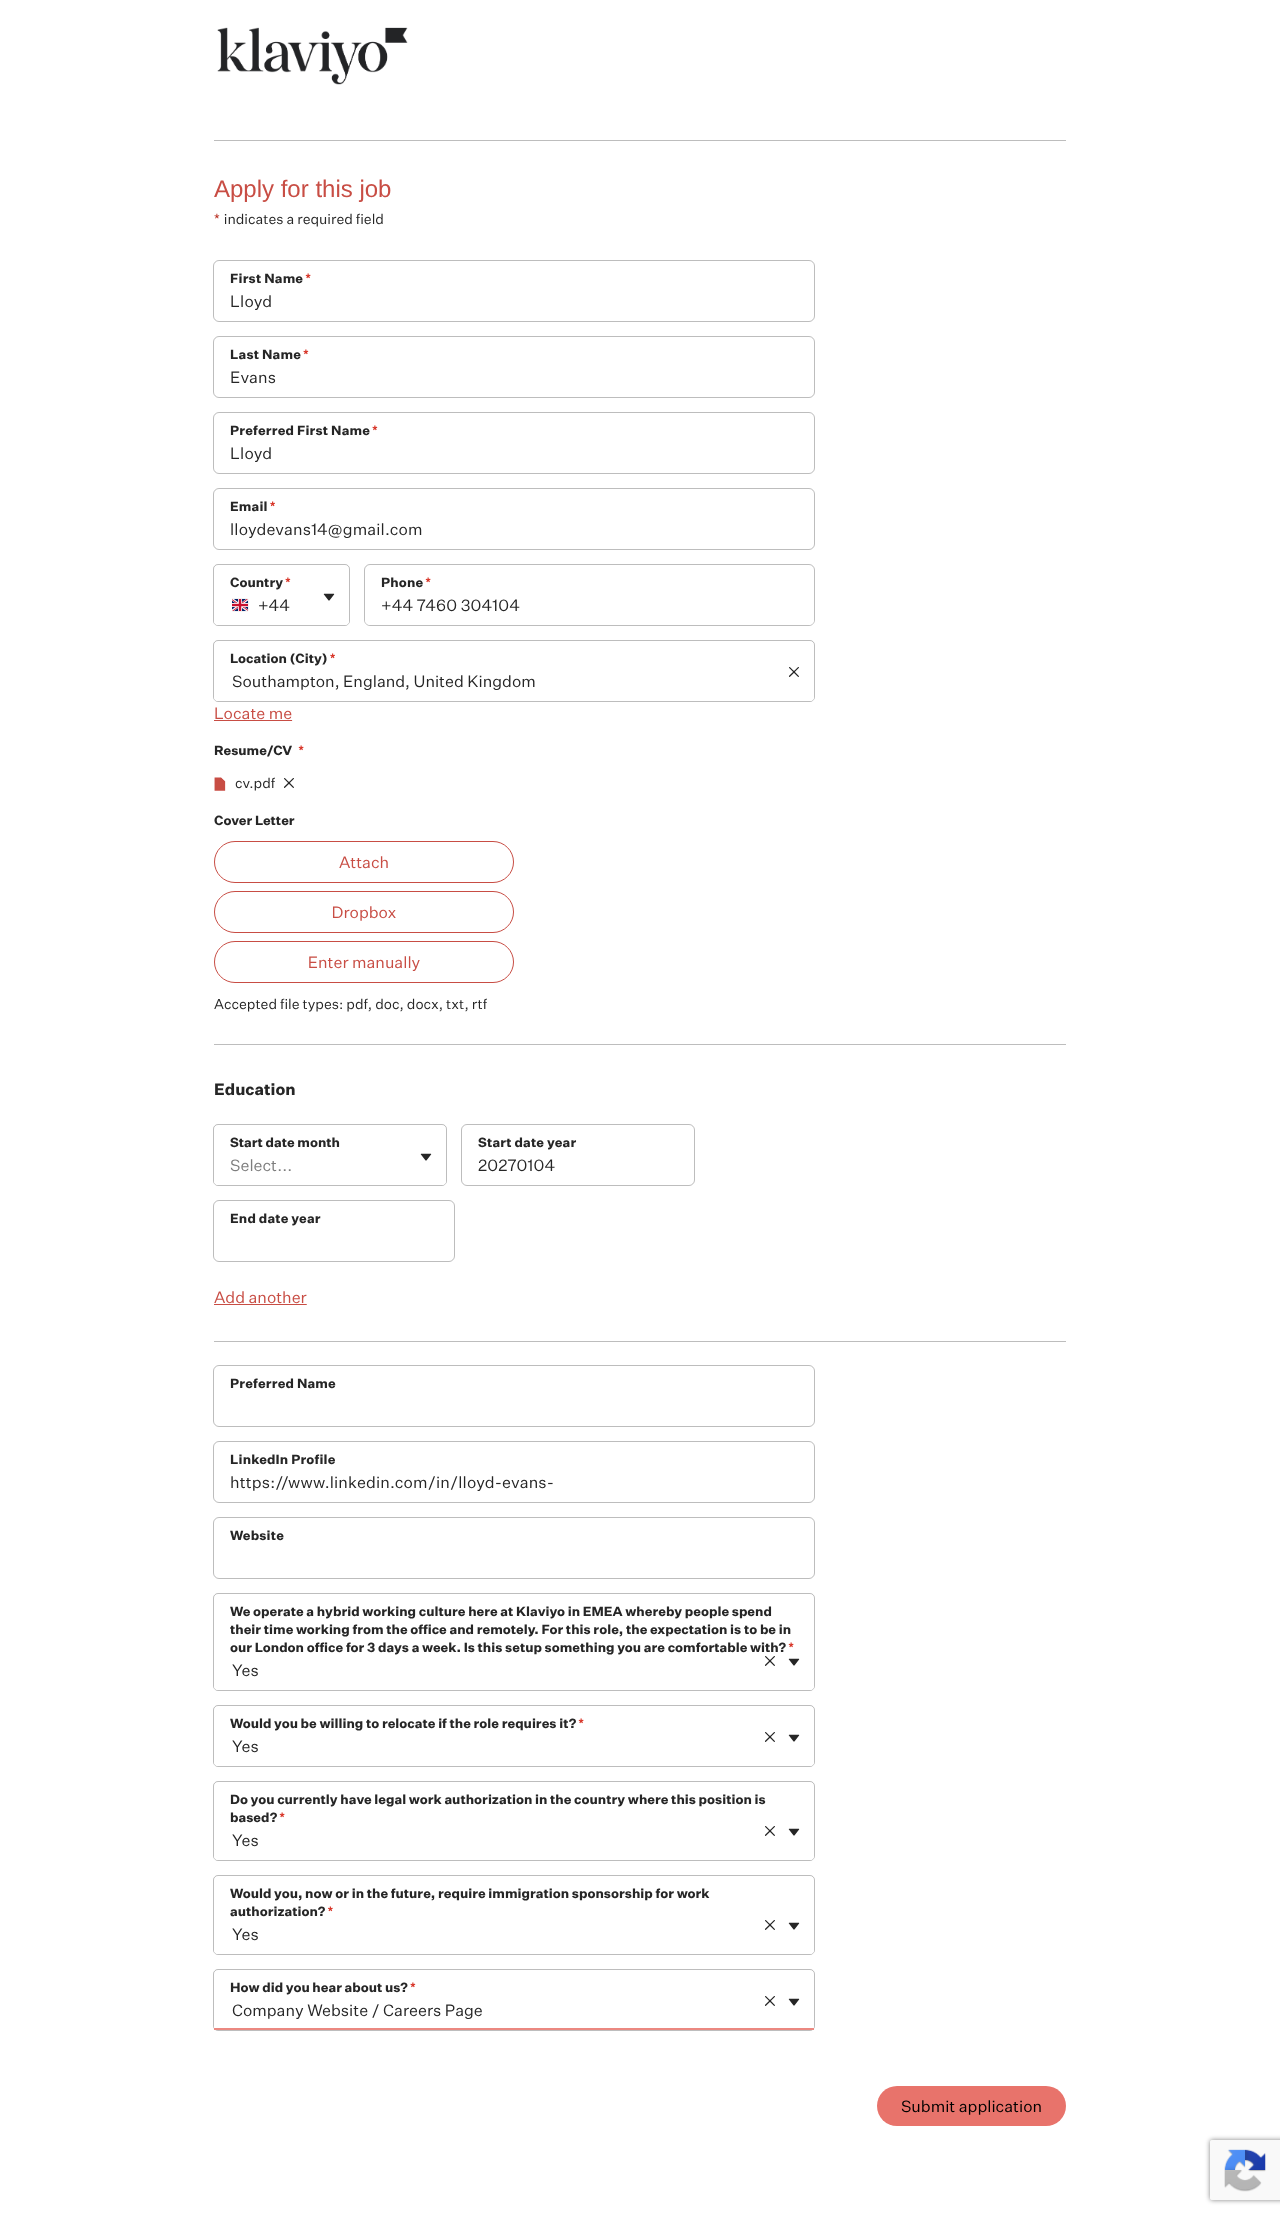 klaviyo
Apply for this job
* indicates a required field
First Name*
Lloyd
Last Name*
Evans
Preferred First Name*
Lloyd
Email*
lloydevans14@gmail.com
Country*
+44
Phone*
+44 7460 304104
Location (City)*
Southampton, England, United Kingdom
Locate me
Resume/CV *
cv.pdf
Cover Letter
Attach
Dropbox
Enter manually
Accepted file types: pdf, doc, docx, txt, rtf
Education
Start date month
Select...
Start date year
20270104
End date year
Add another
Preferred Name
LinkedIn Profile
https://www.linkedin.com/in/lloyd-evans-
Website
We operate a hybrid working culture here at Klaviyo in EMEA whereby people spend
their time working from the office and remotely. For this role, the expectation is to be in
our London office for 3 days a week. Is this setup something you are comfortable with?*
Yes
Would you be willing to relocate if the role requires it?*
Yes
Do you currently have legal work authorization in the country where this position is
based?*
Yes
Would you, now or in the future, require immigration sponsorship for work
authorization?*
Yes
How did you hear about us?*
Company Website / Careers Page
Submit application